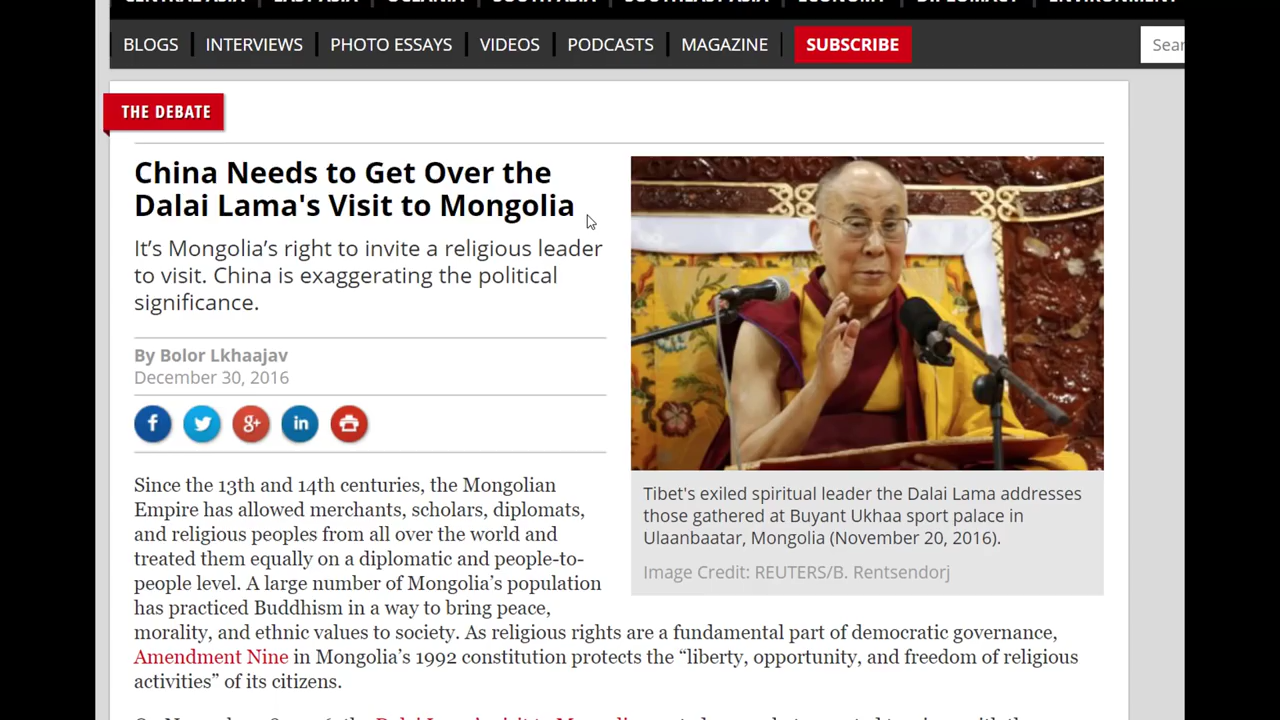 BLOGS INTERVIEWS PHOTO ESSAYS VIDEOS PODCASTS MAGAZINE SUBSCRIBE Sear
THE DEBATE
China Needs to Get Over the
Dalai Lama's Visit to Mongolia
It's Mongolia's right to invite a religious leader
to visit. China is exaggerating the political
significance.
By Bolor Lkhaajav
December 30, 2016
f g+ in
Since the 13th and 14th centuries, the Mongolian
Empire has allowed merchants, scholars, diplomats,
and religious peoples from all over the world and
treated them equally on a diplomatic and people-to-
people level. A large number of Mongolia's population
has practiced Buddhism in a way to bring peace,
morality, and ethnic values to society. As religious rights are a fundamental part of democratic governance,
Amendment Nine in Mongolia's 1992 constitution protects the “liberty, opportunity, and freedom of religious
activities” of its citizens.
Tibet's exiled spiritual leader the Dalai Lama addresses
those gathered at Buyant Ukhaa sport palace in
Ulaanbaatar, Mongolia (November 20, 2016).
Image Credit: REUTERS/B. Rentsendorj